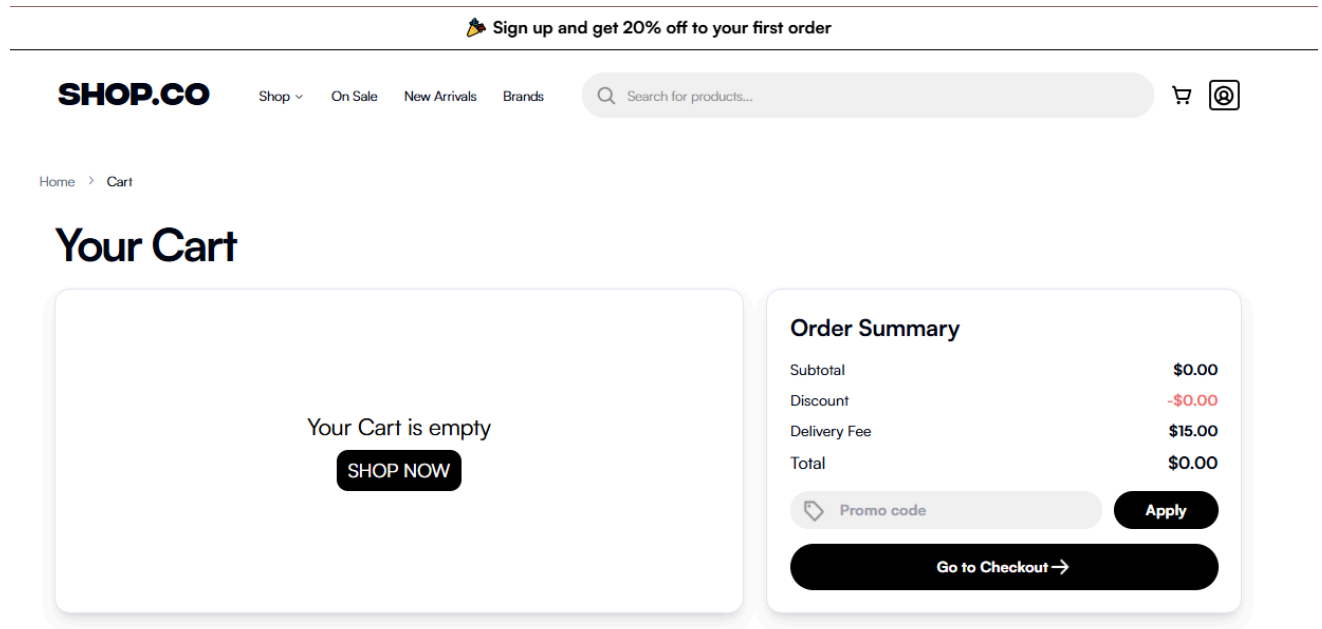 🎉 Sign up and get 20% off to your first order
SHOP.CO Shop On Sale New Arrivals Brands Search for products...
Home > Cart
Your Cart
Your Cart is empty
SHOP NOW
Order Summary
Subtotal $0.00
Discount -$0.00
Delivery Fee $15.00
Total $0.00
Promo code Apply
Go to Checkout →